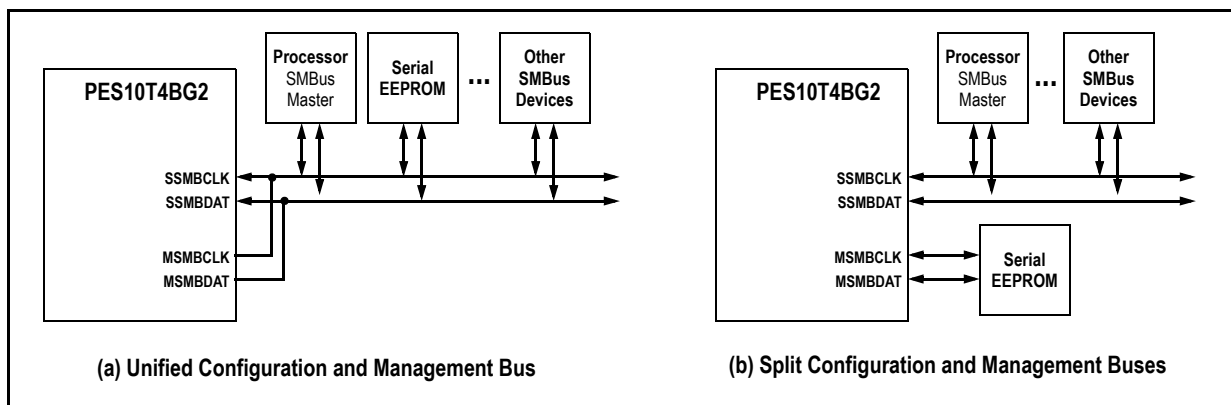 PES10T4BG2
Processor
SMBus
Master
Serial
EEPROM
...
Other
SMBus
Devices
SSMBCLK
SSMBDAT
MSMBCLK
MSMBDAT
(a) Unified Configuration and Management Bus
PES10T4BG2
Processor
SMBus
Master
...
Other
SMBus
Devices
SSMBCLK
SSMBDAT
MSMBCLK
MSMBDAT
Serial
EEPROM
(b) Split Configuration and Management Buses